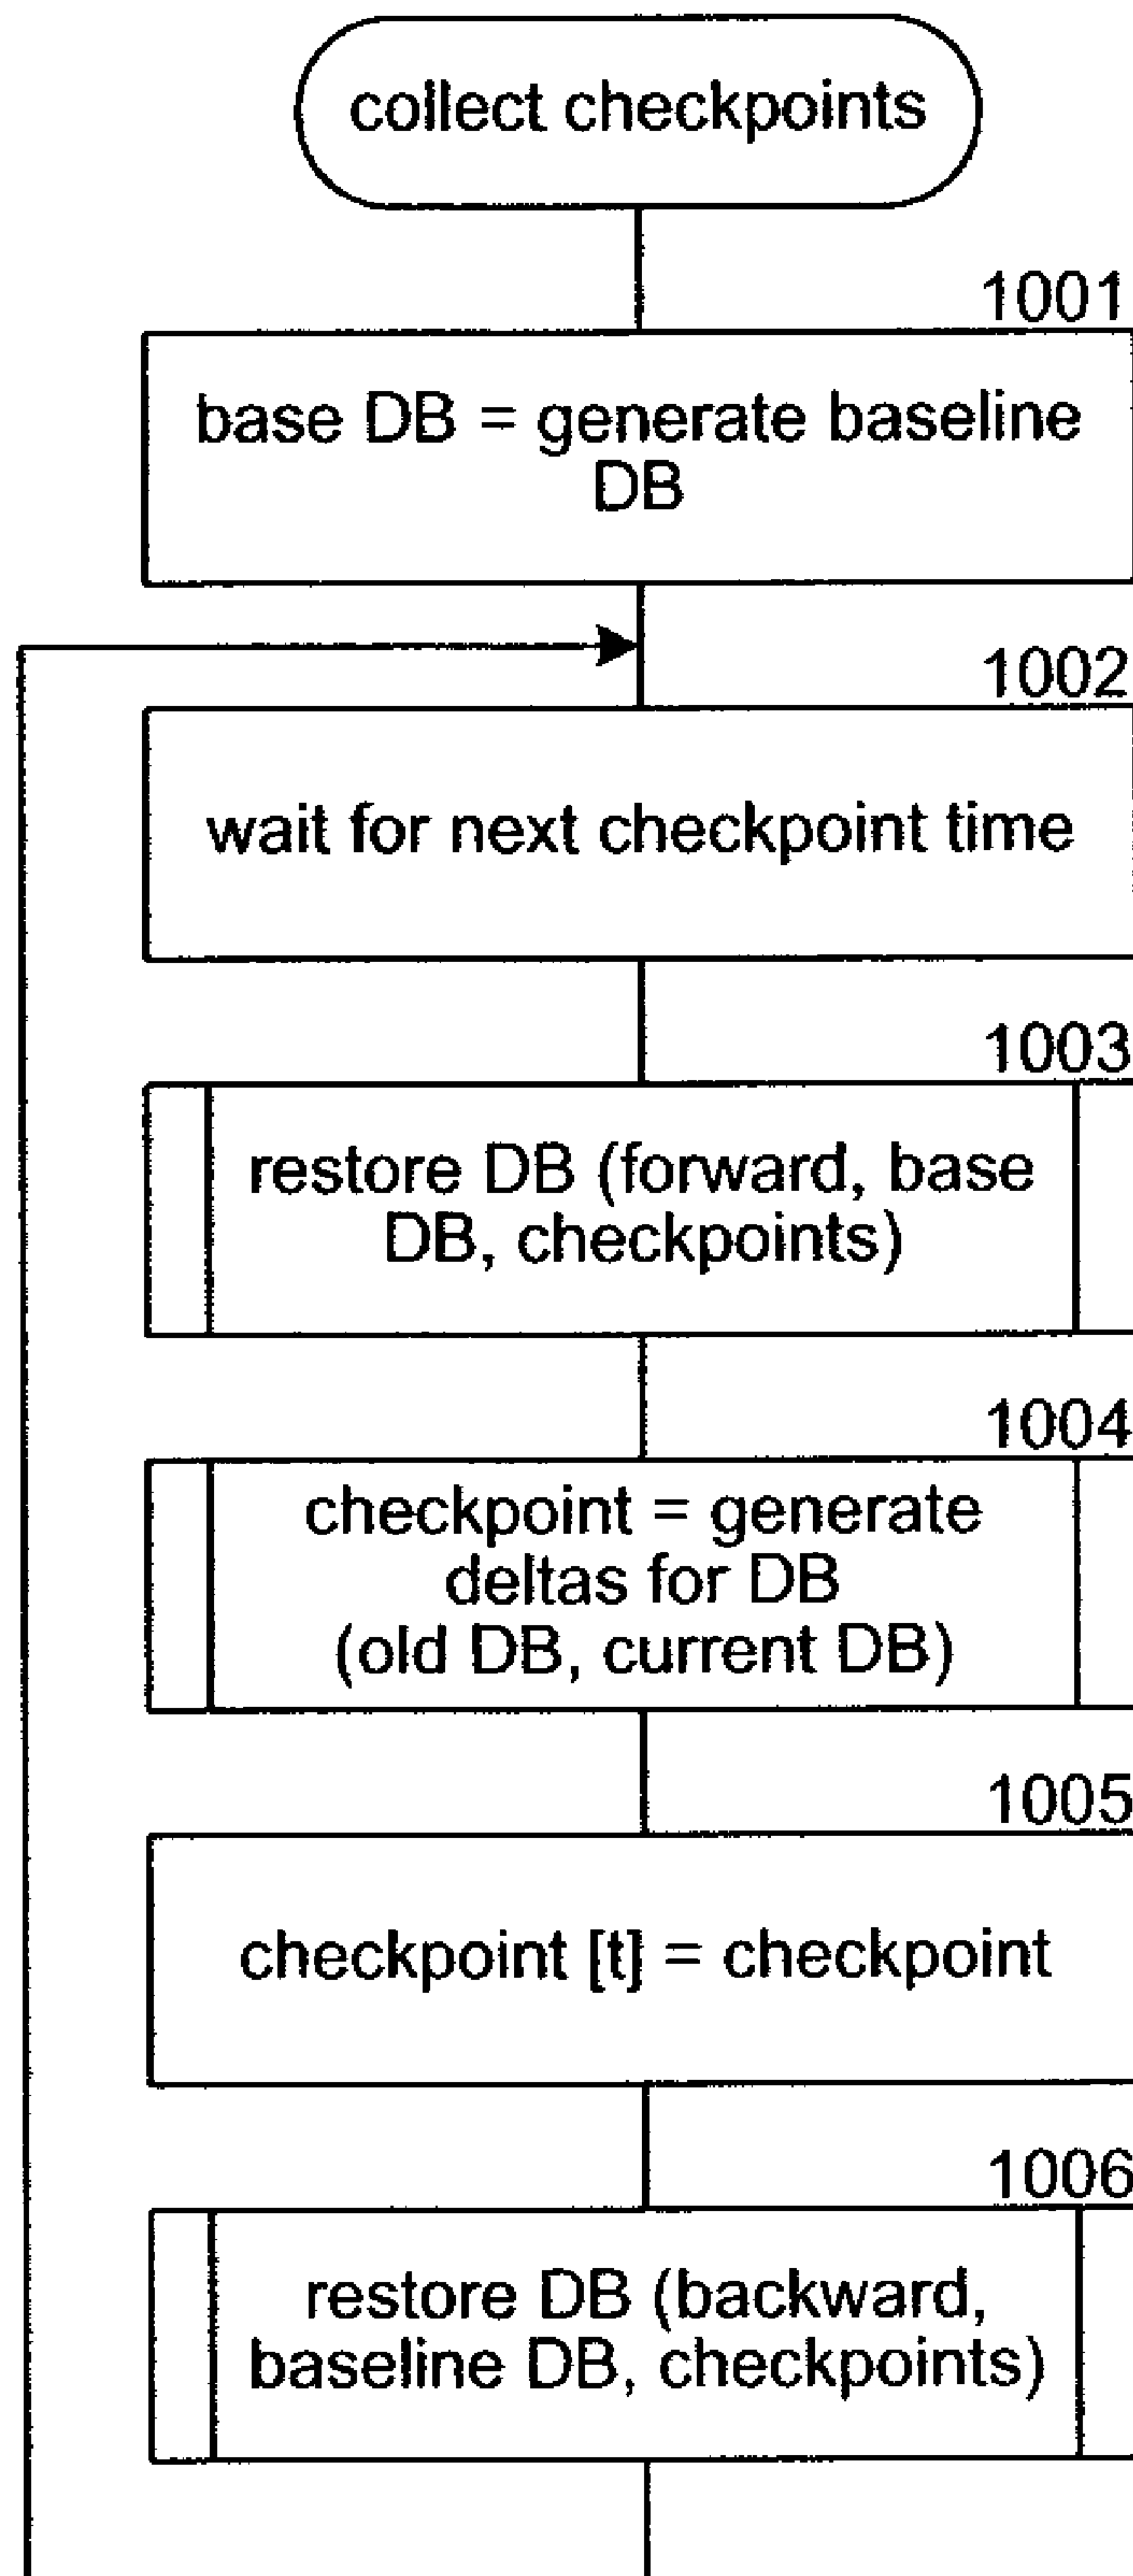 collect checkpoints
1001
base DB = generate baseline
DB
1002
wait for next checkpoint time
1003
restore DB (forward, base
DB, checkpoints)
1004
checkpoint = generate
deltas for DB
(old DB, current DB)
1005
checkpoint [t] = checkpoint
1006
restore DB (backward,
baseline DB, checkpoints)